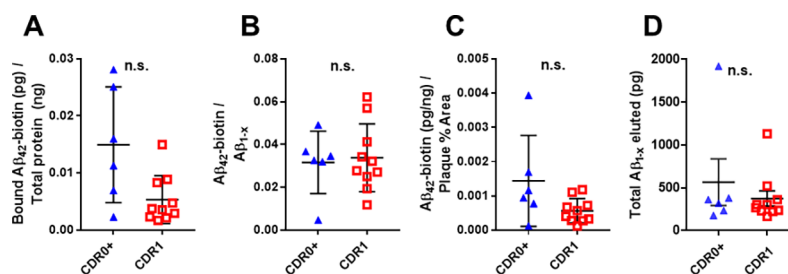 A
Bound Aβ42-biotin (pg) /
Total protein (ng)
0.03
0.02
0.01
0.00
n.s.
CDR0+
CDR1
B
Aβ42-biotin /
Aβ1-x
0.08
0.06
0.04
0.02
0.00
n.s.
CDR0+
CDR1
C
Aβ42-biotin (pg/ng) /
Plaque % Area
0.005
0.004
0.003
0.002
0.001
0.000
n.s.
CDR0+
CDR1
D
Total Aβ1-x eluted (pg)
2000
1500
1000
500
0
n.s.
CDR0+
CDR1